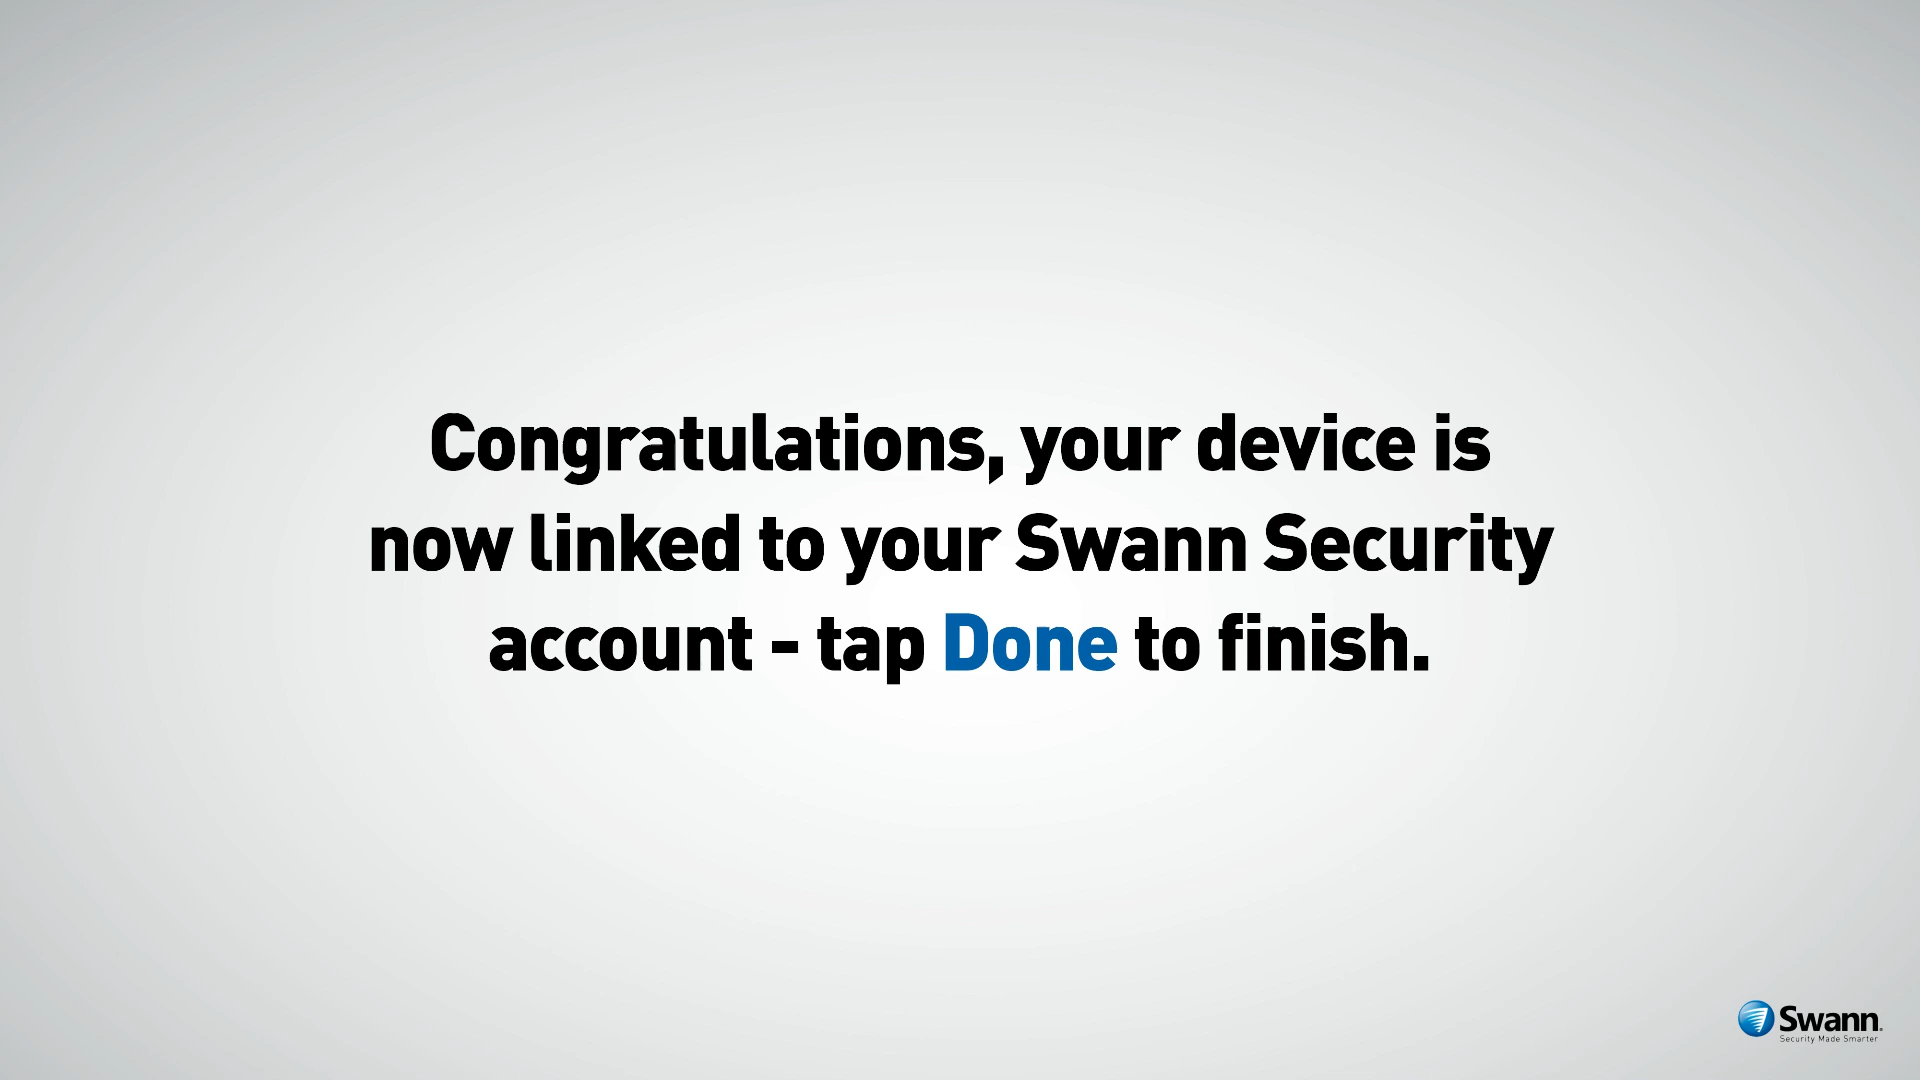 Congratulations, your device is
now linked to your Swann Security
account - tap Done to finish.
Swann
Security Made Smarter